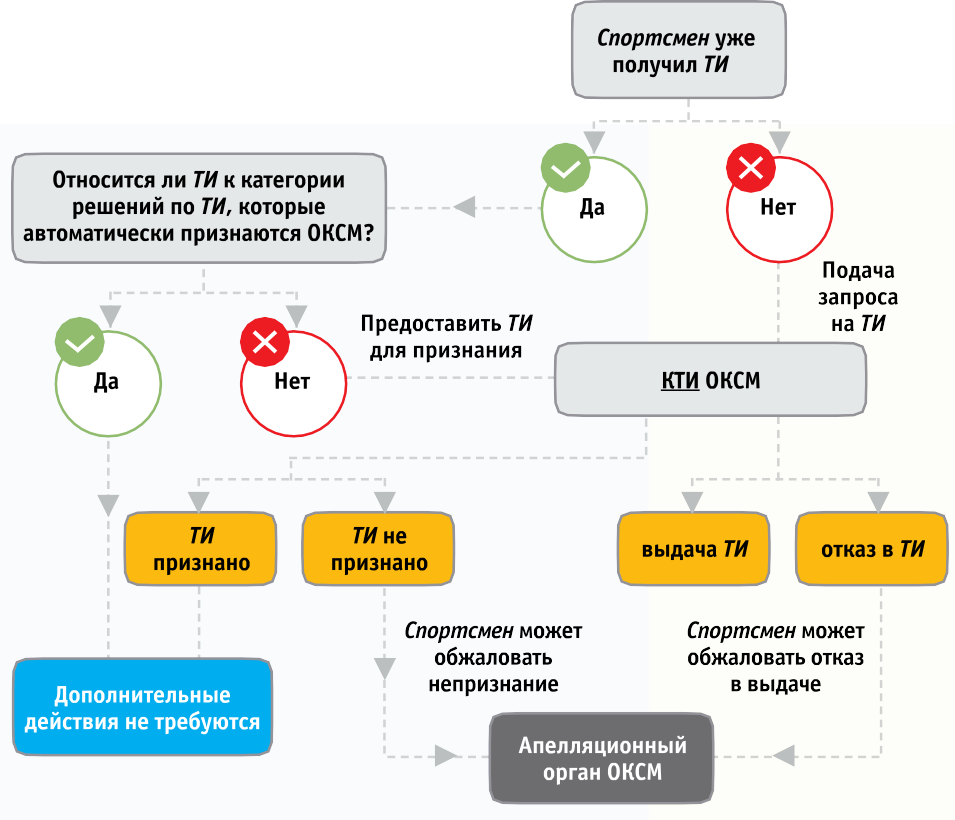 Спортсмен уже
получил ТИ
Да
Нет
Относится ли ТИ к категории
решений по ТИ, которые
автоматически признаются ОКСМ?
Подача
запроса
на ТИ
Да
Нет
Предоставить ТИ
для признания
КТИ ОКСМ
ТИ
признано
ТИ не
признано
выдача ТИ
отказ в ТИ
Спортсмен может
обжаловать
непризнание
Спортсмен может
обжаловать отказ
в выдаче
Дополнительные
действия не требуются
Апелляционный
орган ОКСМ